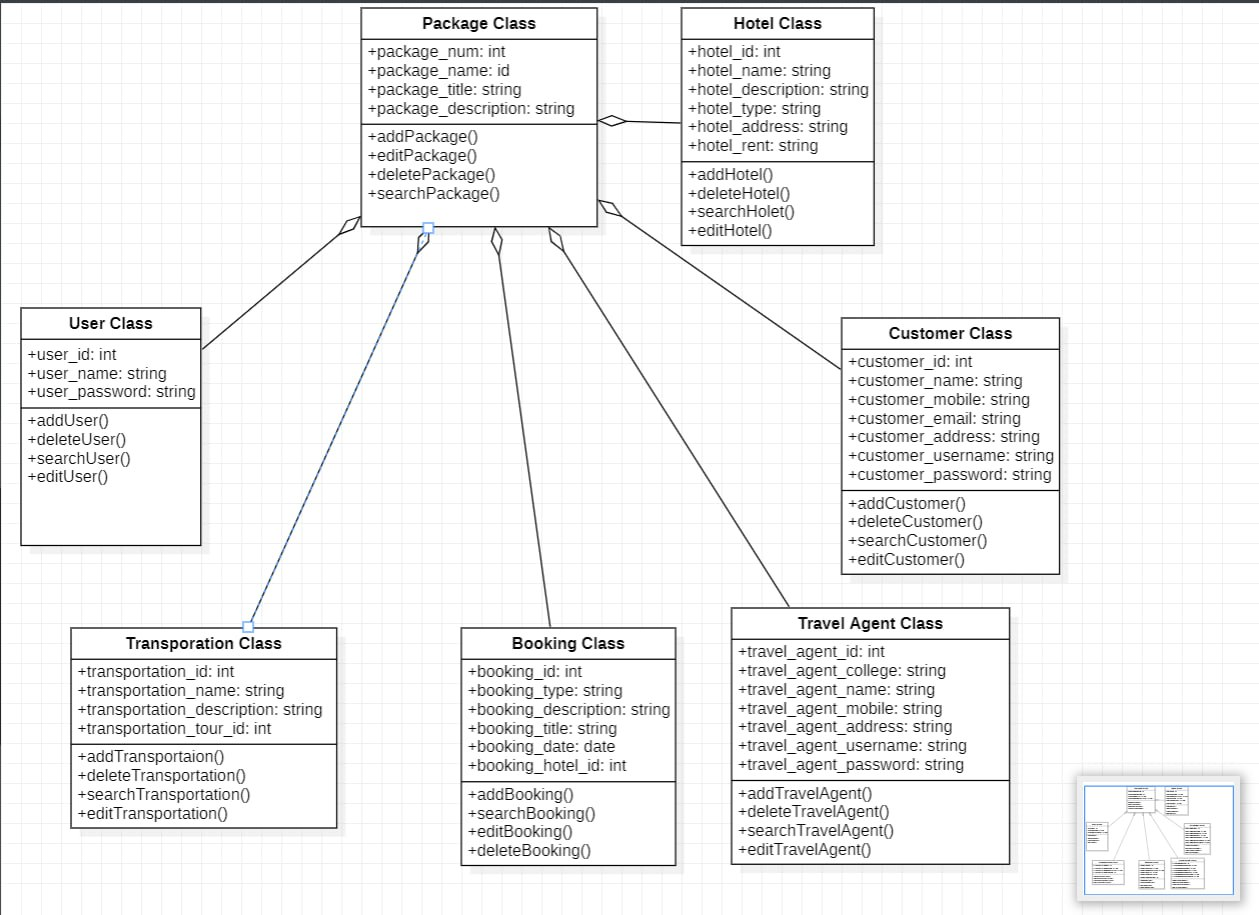 Package Class
+package_num: int
+package_name: id
+package_title: string
+package_description: string
+addPackage()
+editPackage()
+deletePackage()
+searchPackage()
Hotel Class
+hotel_id: int
+hotel_name: string
+hotel_description: string
+hotel_type: string
+hotel_address: string
+hotel_rent: string
+addHotel()
+deleteHotel()
+searchHolet()
+editHotel()
User Class
+user_id: int
+user_name: string
+user_password: string
+addUser()
+deleteUser()
+searchUser()
+editUser()
Customer Class
+customer_id: int
+customer_name: string
+customer_mobile: string
+customer_email: string
+customer_address: string
+customer_username: string
+customer_password: string
+addCustomer()
+deleteCustomer()
+searchCustomer()
+editCustomer()
Transporation Class
+transportation_id: int
+transportation_name: string
+transportation_description: string
+transportation_tour_id: int
+addTransportaion()
+deleteTransportation()
+searchTransportation()
+editTransportation()
Booking Class
+booking_id: int
+booking_type: string
+booking_description: string
+booking_title: string
+booking_date: date
+booking_hotel_id: int
+addBooking()
+searchBooking()
+editBooking()
+deleteBooking()
Travel Agent Class
+travel_agent_id: int
+travel_agent_college: string
+travel_agent_name: string
+travel_agent_mobile: string
+travel_agent_address: string
+travel_agent_username: string
+travel_agent_password: string
+addTravelAgent()
+deleteTravelAgent()
+searchTravelAgent()
+editTravelAgent()